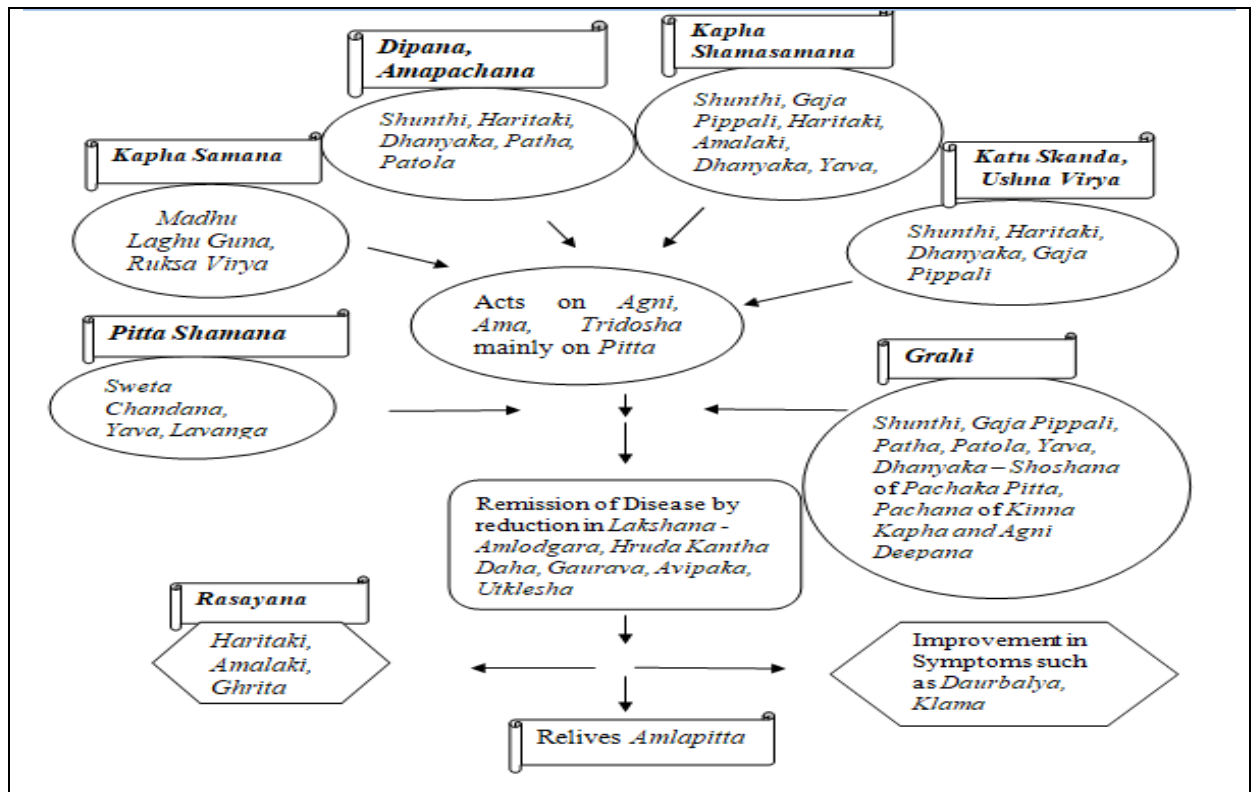 Dipana,
Amapachana
Shunthi, Haritaki,
Dhanyaka, Patha,
Patola
Kapha
Shamasamana
Shunthi, Gaja
Pippali, Haritaki,
Amalaki,
Dhanyaka, Yava,
Kapha Samana
Madhu
Laghu Guna,
Ruksa Virya
Katu Skanda,
Ushna Virya
Shunthi, Haritaki,
Dhanyaka, Gaja
Pippali
Acts on Agni,
Ama, Tridosha
mainly on Pitta
Pitta Shamana
Sweta
Chandana,
Yava, Lavanga
Grahi
Shunthi, Gaja Pippali,
Patha, Patola, Yava,
Dhanyaka – Shoshana
of Pachaka Pitta,
Pachana of Kinna
Kapha and Agni
Deepana
Remission of Disease by
reduction in Lakshana -
Amlodgara, Hruda Kantha
Daha, Gaurava, Avipaka,
Utklesha
Rasayana
Haritaki,
Amalaki,
Ghrita
Improvement in
Symptoms such
as Daurbalya,
Klama
Relives Amlapitta